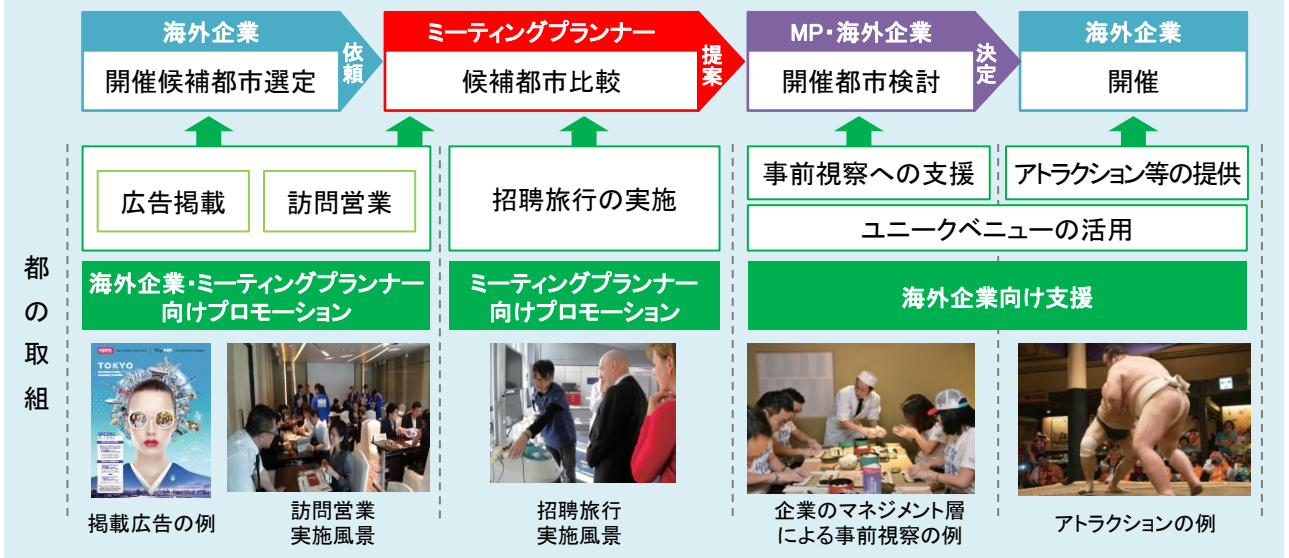 海外企業
開催候補都市選定
依頼
ミーティングプランナー
候補都市比較
提案
MP・海外企業
開催都市検討
決定
海外企業
開催
都の取組
広告掲載
訪問営業
招聘旅行の実施
事前視察への支援
アトラクション等の提供
ユニークベニューの活用
海外企業・ミーティングプランナー
向けプロモーション
ミーティングプランナー
向けプロモーション
海外企業向け支援
TOKYO
掲載広告の例
訪問営業
実施風景
招聘旅行
実施風景
企業のマネジメント層
による事前視察の例
アトラクションの例